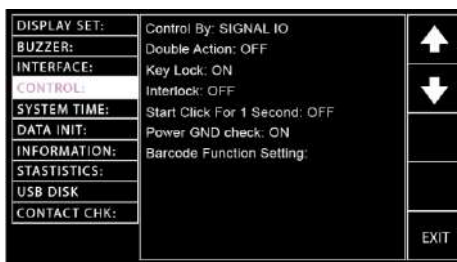 DISPLAY SET:
BUZZER:
INTERFACE:
CONTROL:
SYSTEM TIME:
DATA INIT:
INFORMATION:
STASTISTICS:
USB DISK
CONTACT CHK:
Control By: SIGNAL IO
Double Action: OFF
Key Lock: ON
Interlock: OFF
Start Click For 1 Second: OFF
Power GND check: ON
Barcode Function Setting:
EXIT